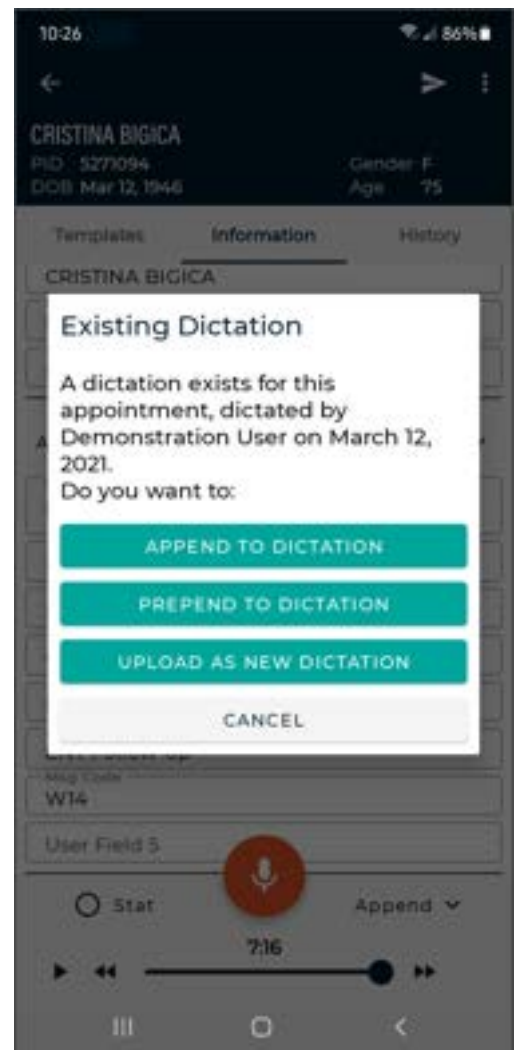 10:26 86%
CRISTINA BIGICA
PID 5271094 Gender F
DOB Mar 12, 1946 Age 75
Templates Information History
CRISTINA BIGICA
Existing Dictation
A dictation exists for this
appointment, dictated by
Demonstration User on March 12,
2021.
Do you want to:
APPEND TO DICTATION
PREPEND TO DICTATION
UPLOAD AS NEW DICTATION
CANCEL
W14
User Field 5
Stat Append
7:16